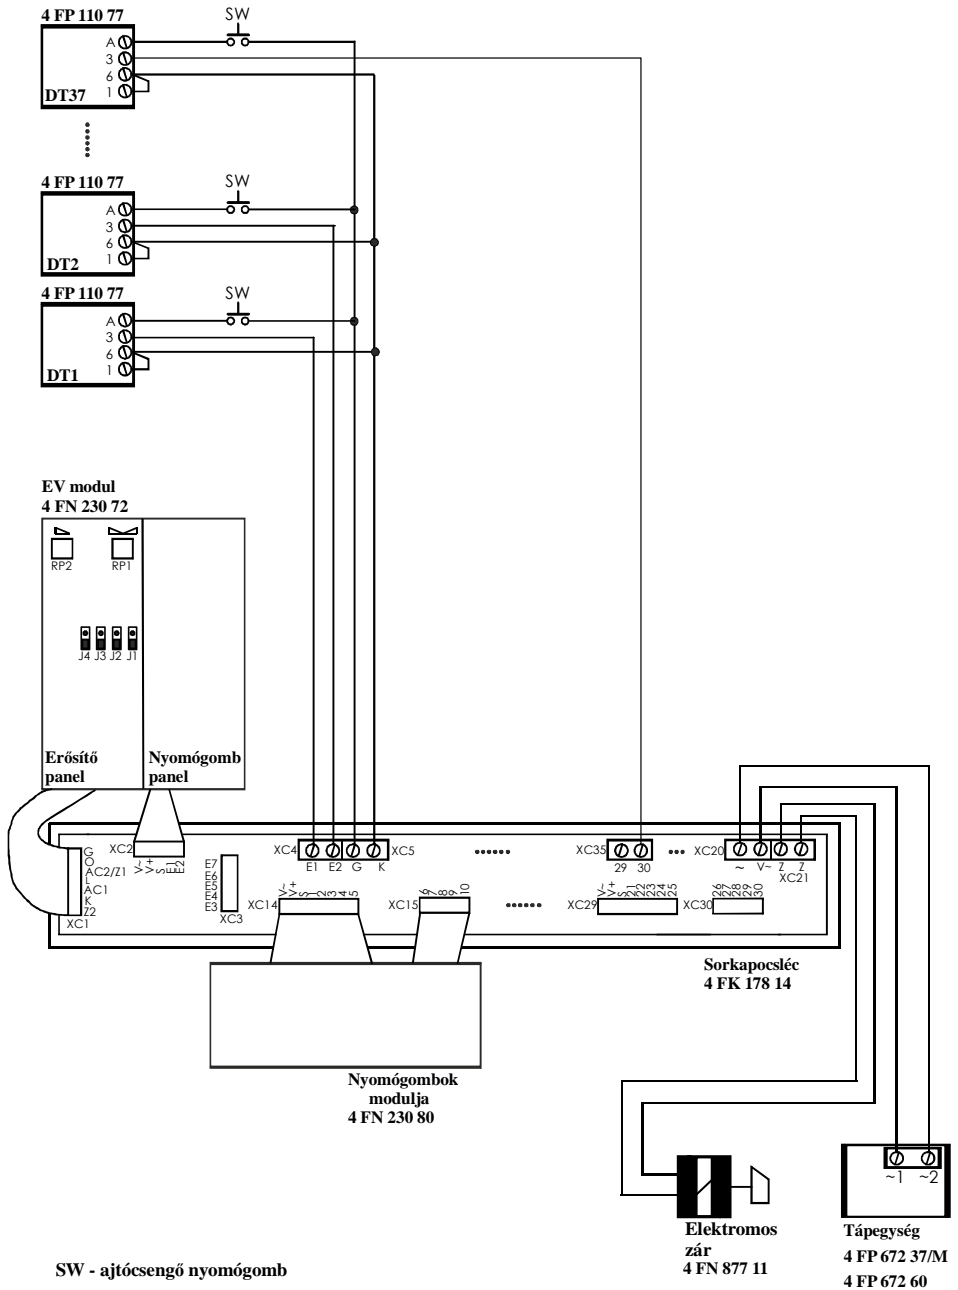 4 FP 110 77
SW
A
3
6
1
DT37
4 FP 110 77
SW
A
3
6
1
DT2
4 FP 110 77
SW
A
3
6
1
DT1
EV modul
4 FN 230 72
RP2 RP1
J4 J3 J2 J1
Erősítő
panel
Nyomógomb
panel
G
O
AC2/Z1
L
AC1
K
Z2
XC1
XC2
V~
V+
S
E1
E2
E7
E6
E5
E4
E3
XC3
XC4
E1 E2 G K
XC5
XC35
29 30
XC20
~ V~ Z Z
XC21
XC14
V~
V+
S
1
2
3
4
5
XC15
6
7
8
9
10
XC29
V~
V+
S
21
22
23
24
25
XC30
26
27
28
29
30
Sorkapocsléc
4 FK 178 14
Nyomógombok
modulja
4 FN 230 80
~1 ~2
Elektromos
zár
4 FN 877 11
Tápegység
4 FP 672 37/M
4 FP 672 60
SW - ajtócsengő nyomógomb